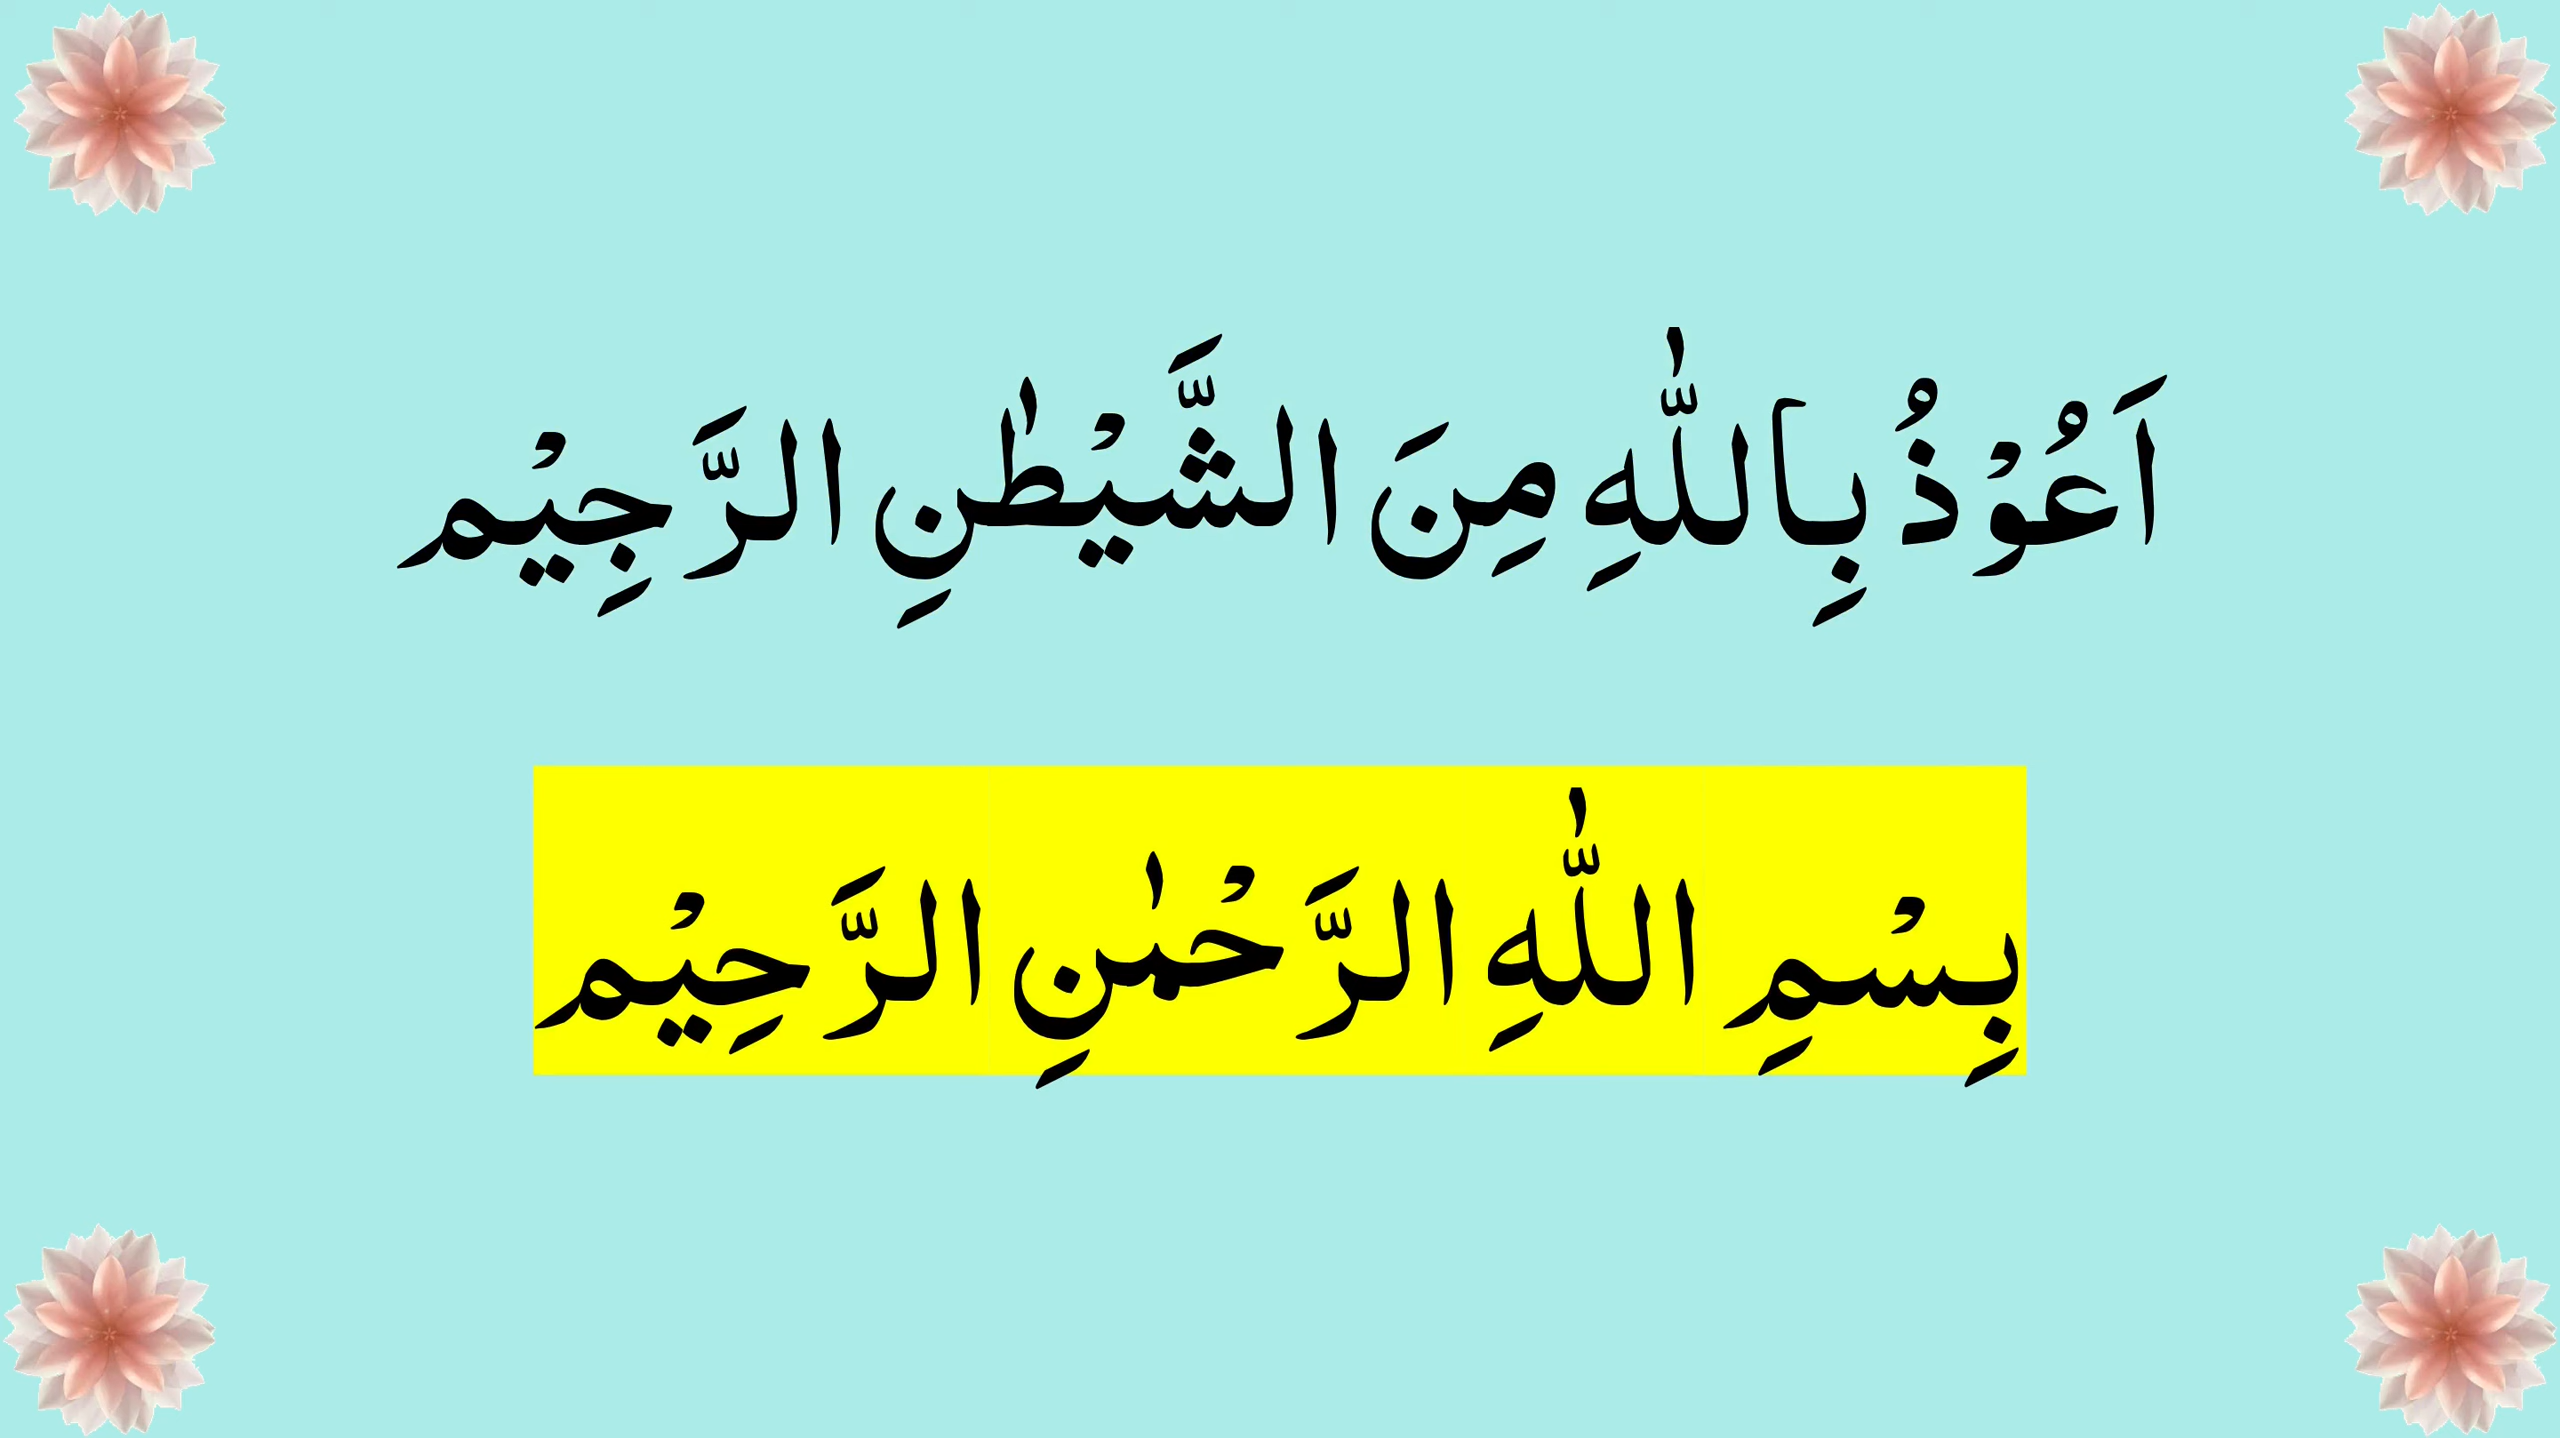 اَعُوْذُ بِاللّٰهِ مِنَ الشَّيْطٰنِ الرَّجِيْم
بِسْمِ اللّٰهِ الرَّحْمٰنِ الرَّحِيْم